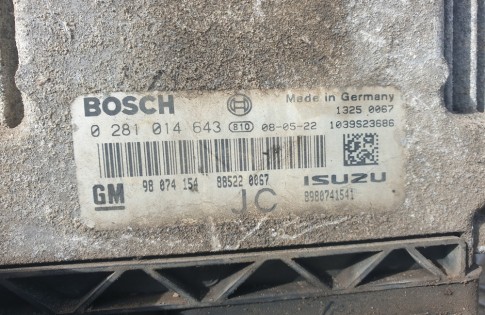 BOSCH Made in Germany
1325 0067
0 281 014 643 B10 08-05-22 1039S23686
GM 98 074 154 88522 0067 ISUZU
JC 8980741541